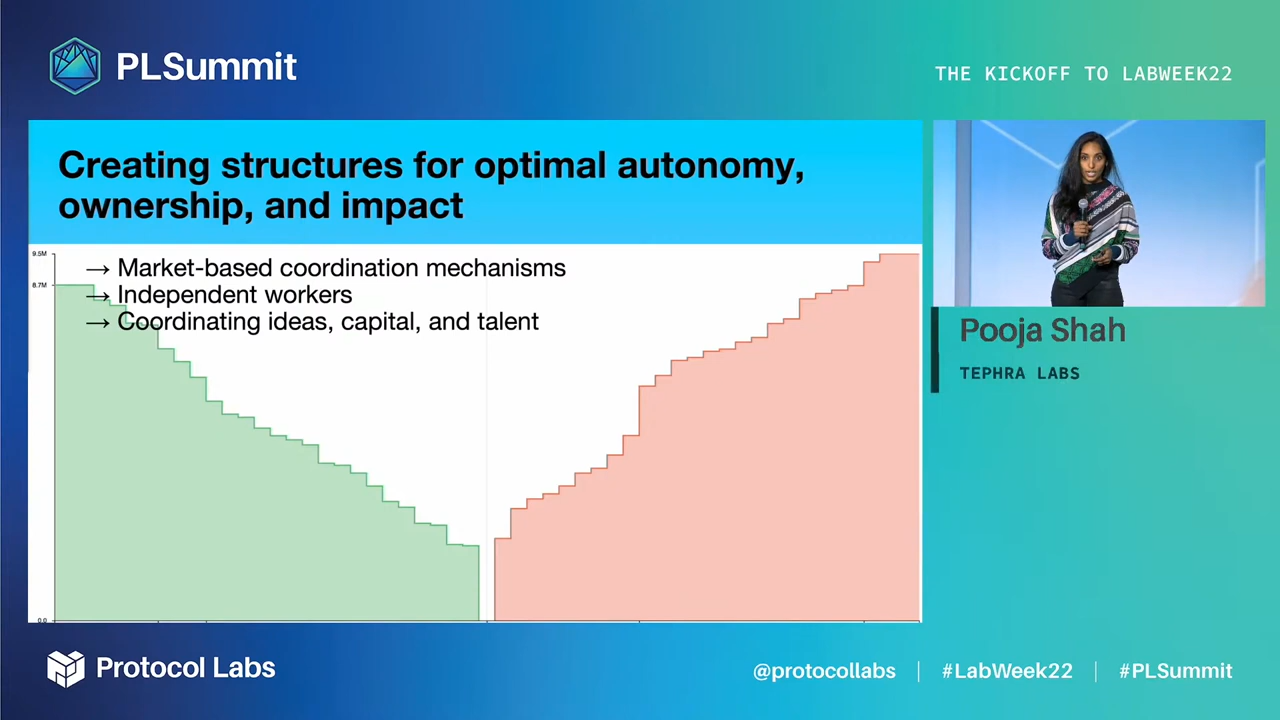 PLSummit
THE KICKOFF TO LABWEEK22
Creating structures for optimal autonomy,
ownership, and impact
9.5M
8.7M
→ Market-based coordination mechanisms
→ Independent workers
→ Coordinating ideas, capital, and talent
0.0
Pooja Shah
TEPHRA LABS
Protocol Labs
@protocollabs | #LabWeek22 | #PLSummit